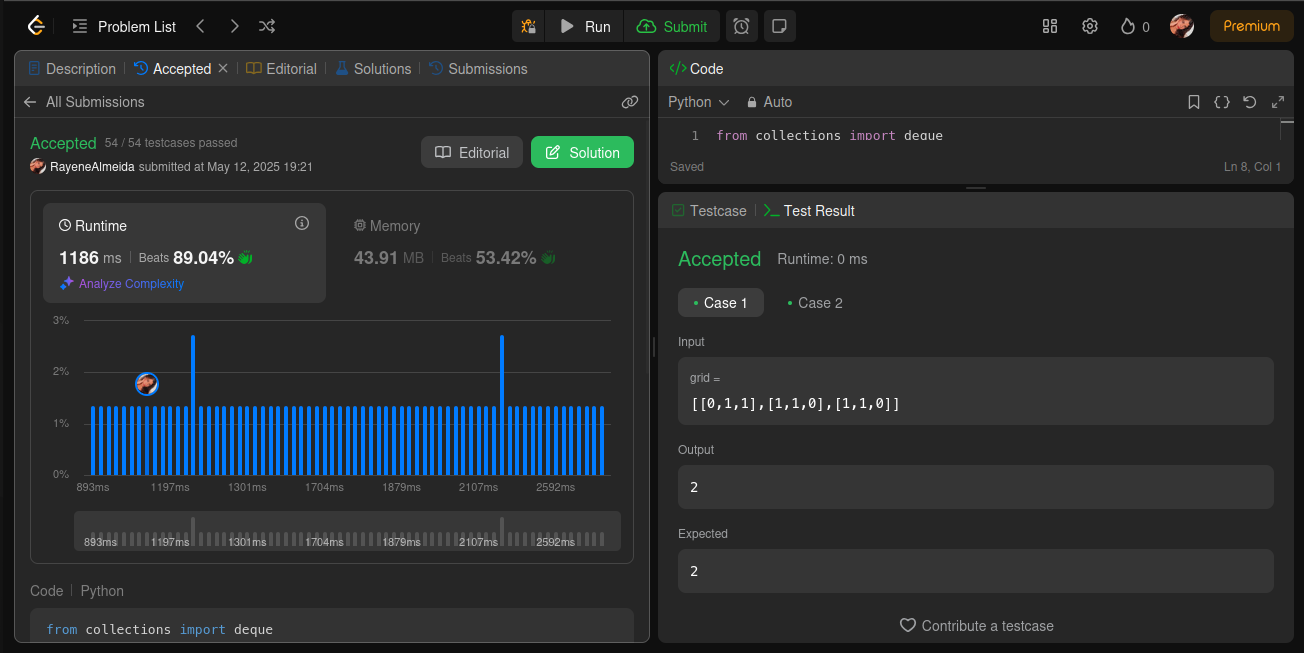 Problem List
Run
Submit
0
Premium
Description
Accepted
Editorial
Solutions
Submissions
All Submissions
Accepted 54 / 54 testcases passed
RayeneAlmeida submitted at May 12, 2025 19:21
Editorial
Solution
Runtime
1186 ms Beats 89.04%
Analyze Complexity
Memory
43.91 MB Beats 53.42%
3%
2%
1%
0%
893ms 1197ms 1301ms 1704ms 1879ms 2107ms 2592ms
893ms 1197ms 1301ms 1704ms 1879ms 2107ms 2592ms
Code | Python
from collections import deque
</> Code
Python Auto
1 from collections import deque
Saved
Ln 8, Col 1
Testcase
>_ Test Result
Accepted Runtime: 0 ms
• Case 1 • Case 2
Input
grid =
[[0,1,1],[1,1,0],[1,1,0]]
Output
2
Expected
2
Contribute a testcase